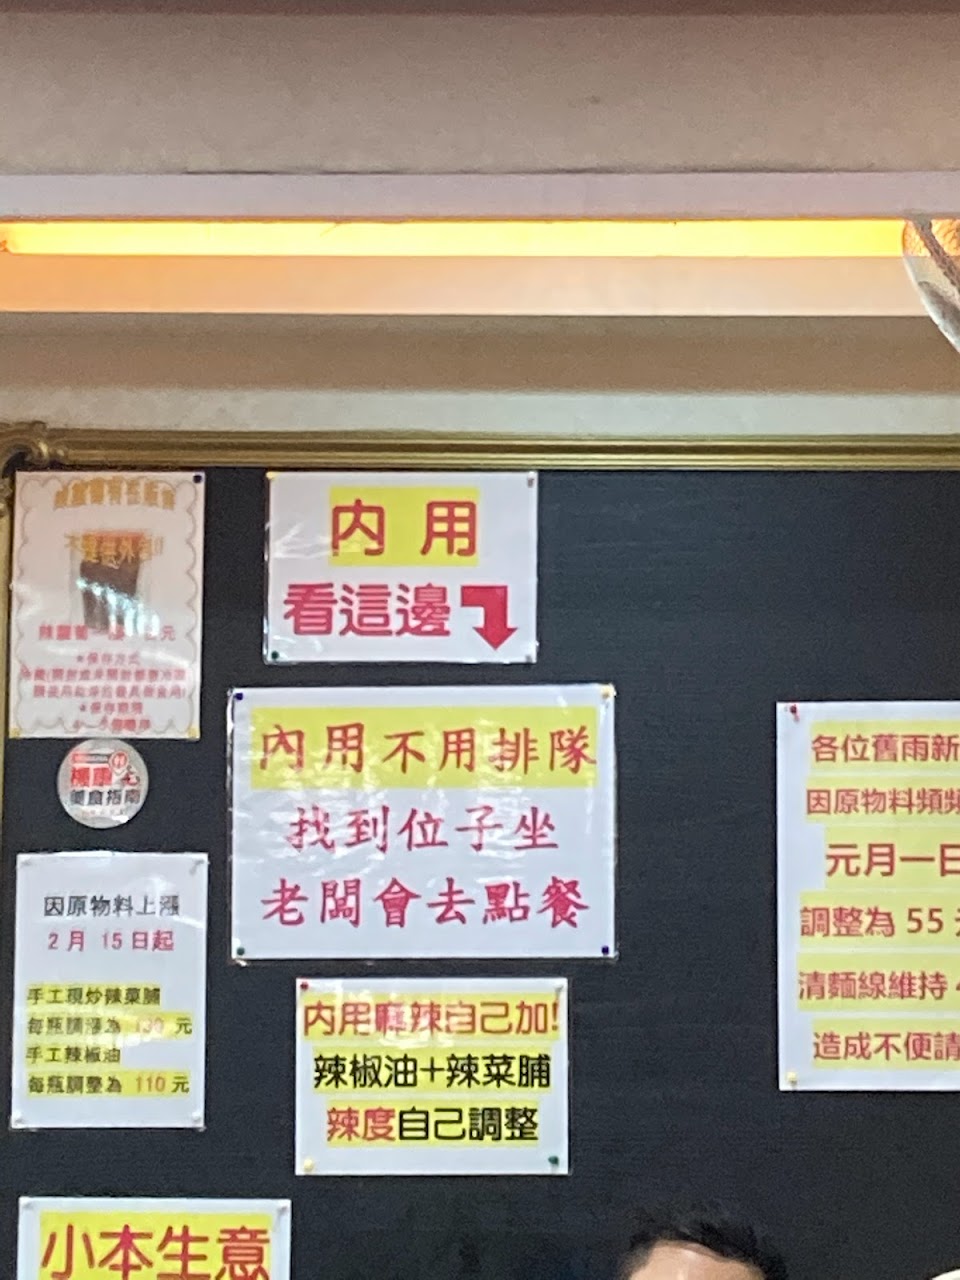 內用
看這邊
內用不用排隊
找到位子坐
老闆會去點餐
內用麻辣自己加!
辣椒油+辣菜脯
辣度自己調整
美食指南
因原物料上漲
2月 15日起
手工現炒辣菜脯
每瓶調漲為 130 元
手工辣椒油
每瓶調整為 110 元
小本生意
各位舊雨新
因原物料頻頻
元月一日
調整為 55
清麵線維持
造成不便請